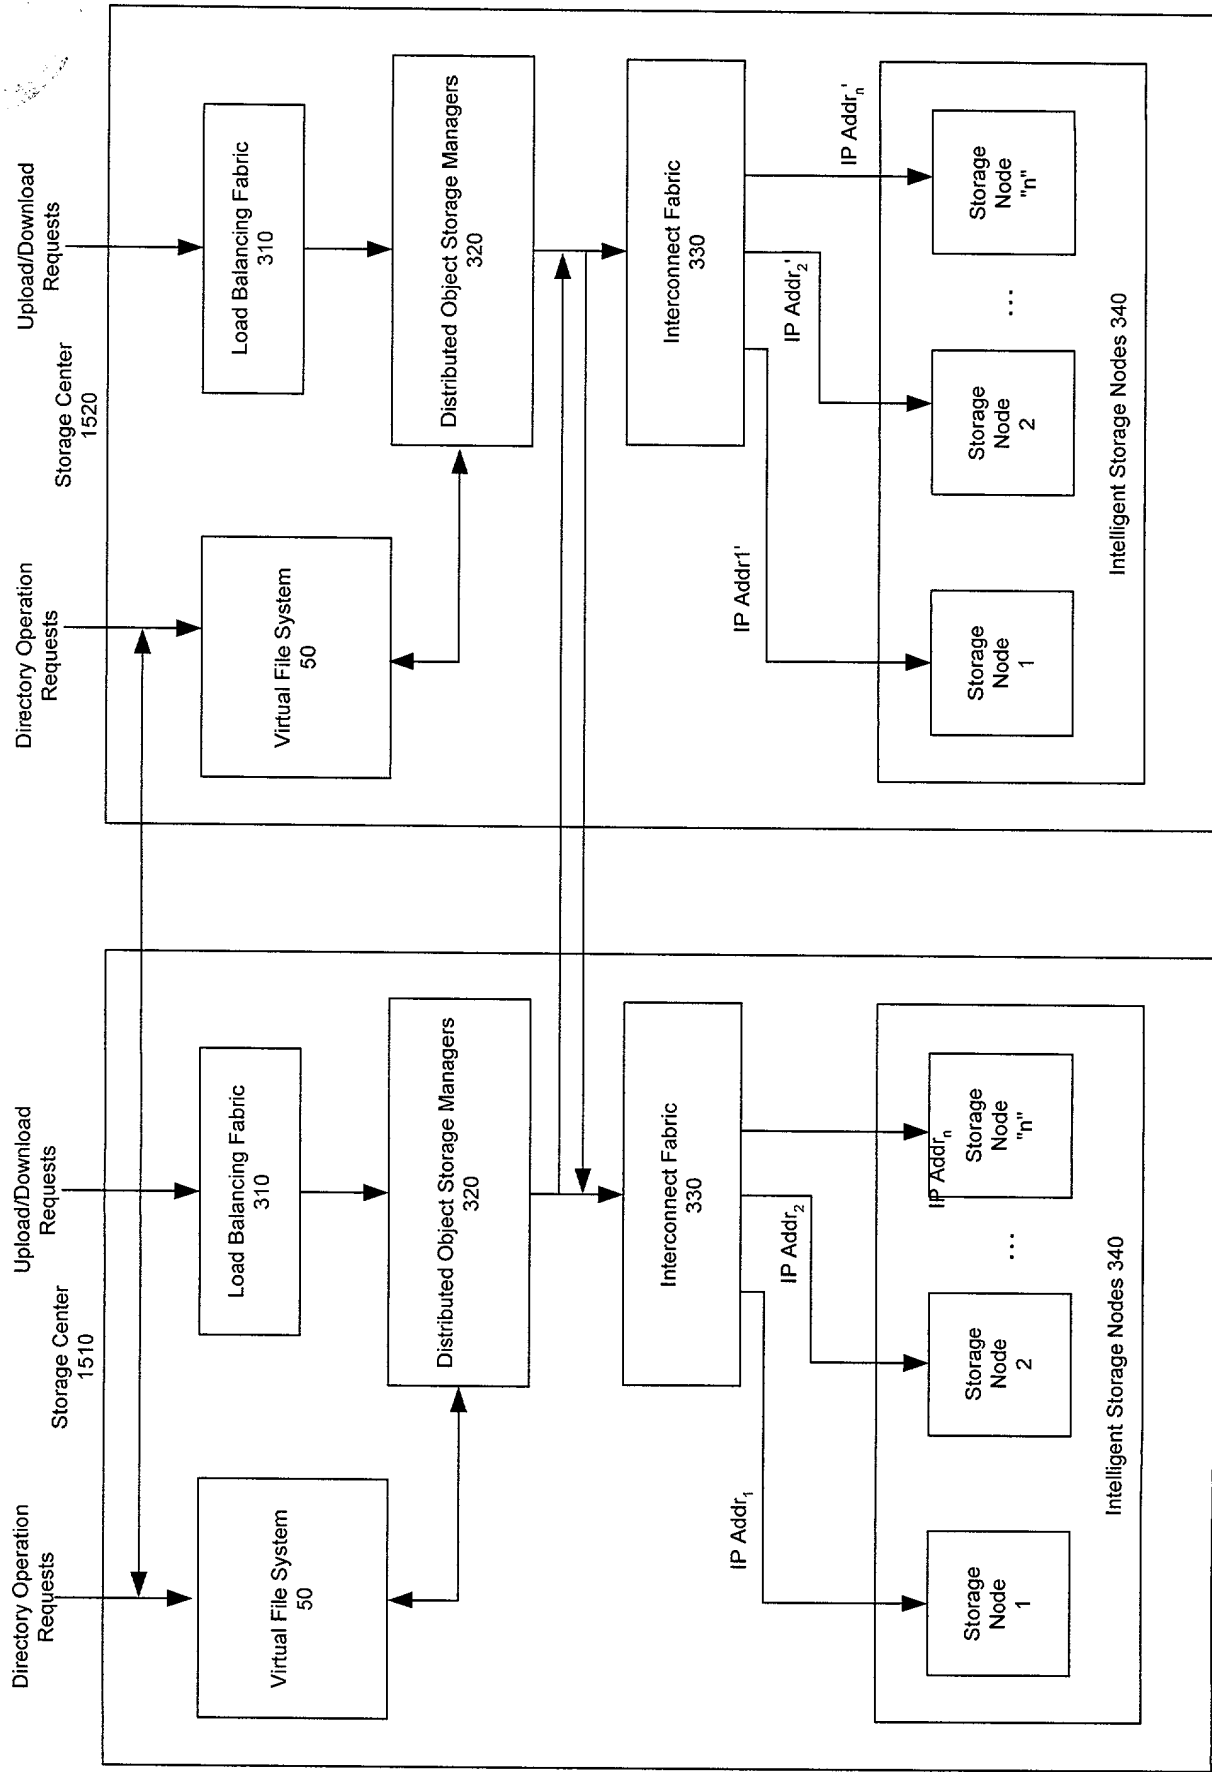 Directory Operation
Requests
Storage Center
1510
Upload/Download
Requests
Virtual File System
50
Load Balancing Fabric
310
Distributed Object Storage Managers
320
Interconnect Fabric
330
IP Addr1
IP Addr2
IP Addrn
Storage
Node
1
Storage
Node
2
...
Storage
Node
"n"
Intelligent Storage Nodes 340
Directory Operation
Requests
Storage Center
1520
Upload/Download
Requests
Virtual File System
50
Load Balancing Fabric
310
Distributed Object Storage Managers
320
Interconnect Fabric
330
IP Addr1'
IP Addr2'
IP Addrn'
Storage
Node
1
Storage
Node
2
...
Storage
Node
"n"
Intelligent Storage Nodes 340